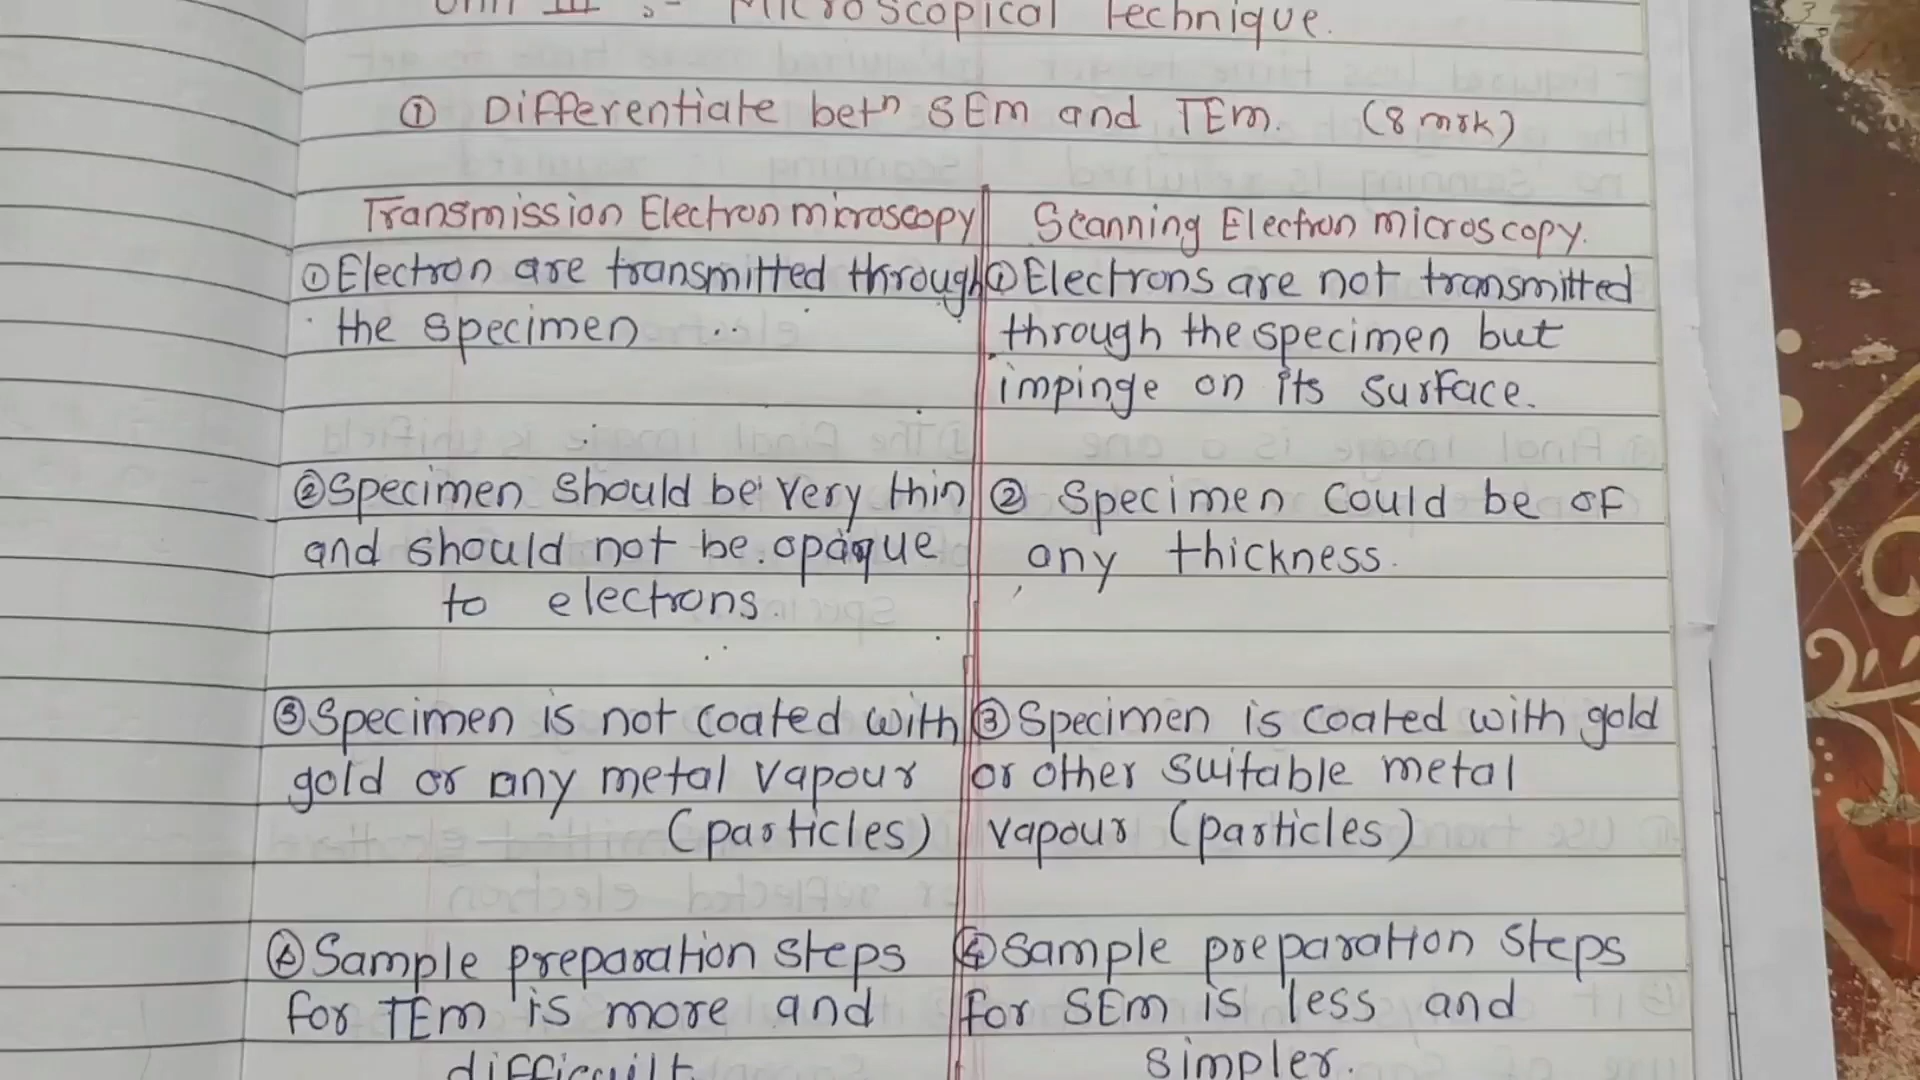 Unit III :- Microscopical technique.
① Differentiate betn SEm and TEm. (8 mrk)
Transmission Electron microscopy
① Electron are transmitted through
the specimen
② Specimen should be very thin
and should not be opaque
to electrons.
③ Specimen is not coated with
gold or any metal vapour
(particles)
④ Sample preparation steps
for TEm is more and
difficuilt.
Scanning Electron microscopy.
① Electrons are not transmitted
through the specimen but
impinge on its surface.
② Specimen could be of
any thickness.
③ Specimen is coated with gold
or other suitable metal
vapour (particles)
④ Sample preparation steps
for SEm is less and
simpler.